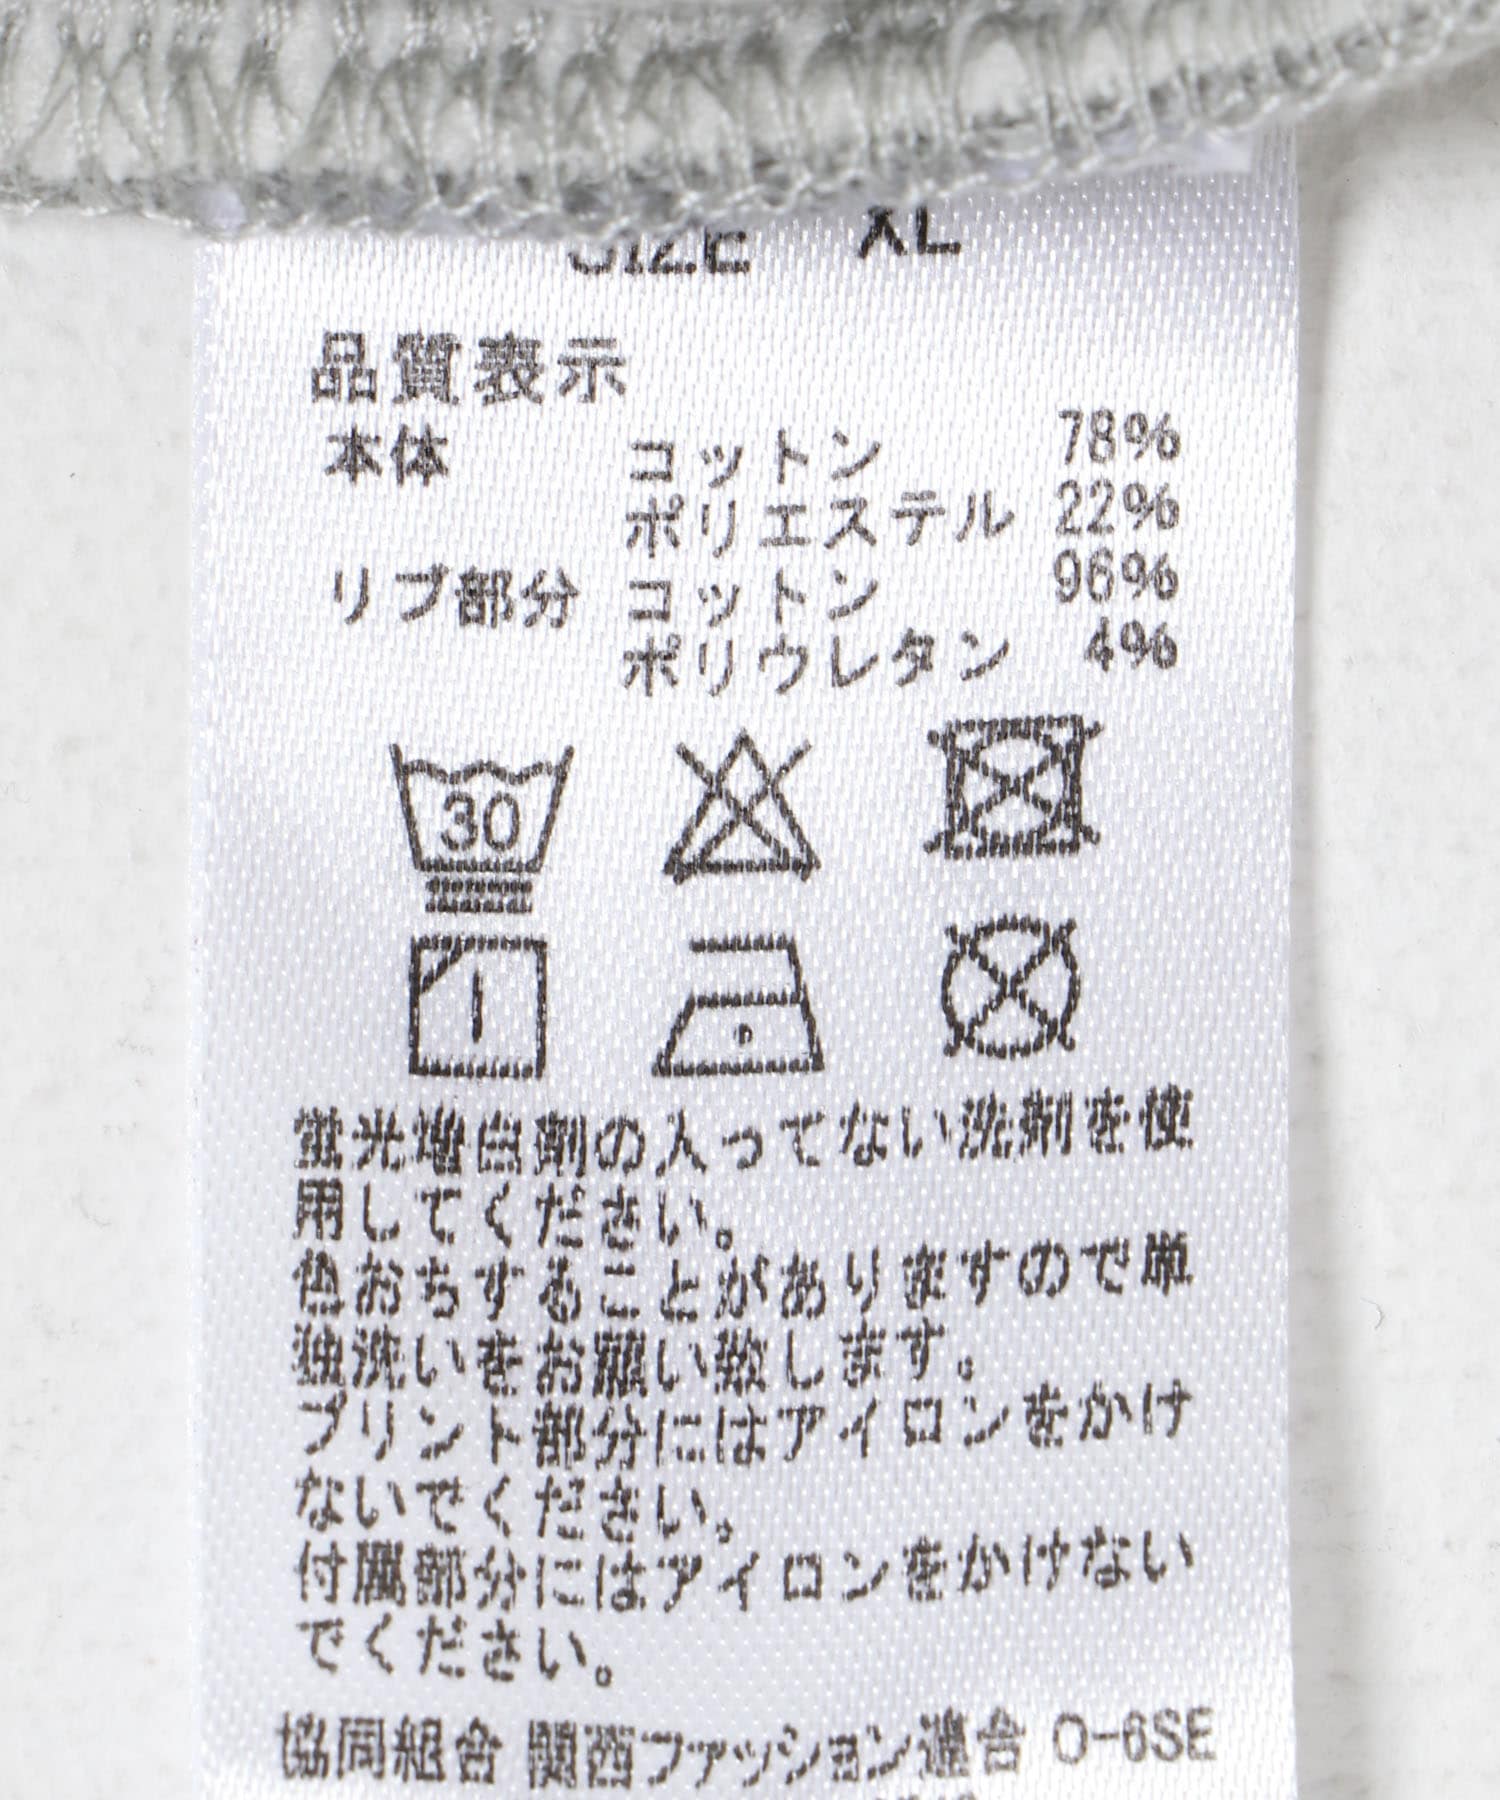 SIZE XL
品質表示
本体 コットン 78%
ポリエステル 22%
リブ部分 コットン 96%
ポリウレタン 4%
30
蛍光増白剤の入ってない洗剤を使
用してください。
色おちすることがありますので単
独洗いをお願い致します。
プリント部分にはアイロンをかけ
ないでください。
付属部分にはアイロンをかけない
でください。
協同組合 関西ファッション連合 O-6SE